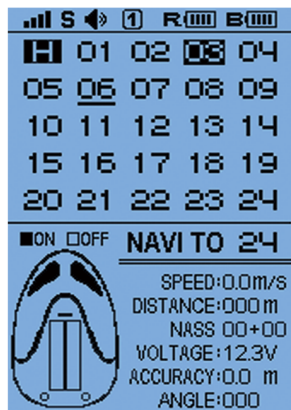 S 1 R B
H 01 02 03 04
05 06 07 08 09
10 11 12 13 14
15 16 17 18 19
20 21 22 23 24
■ON □OFF NAVI TO 24
SPEED:0.0m/s
DISTANCE:000 m
NASS 00+00
VOLTAGE:12.3V
ACCURACY:0.0 m
ANGLE:000